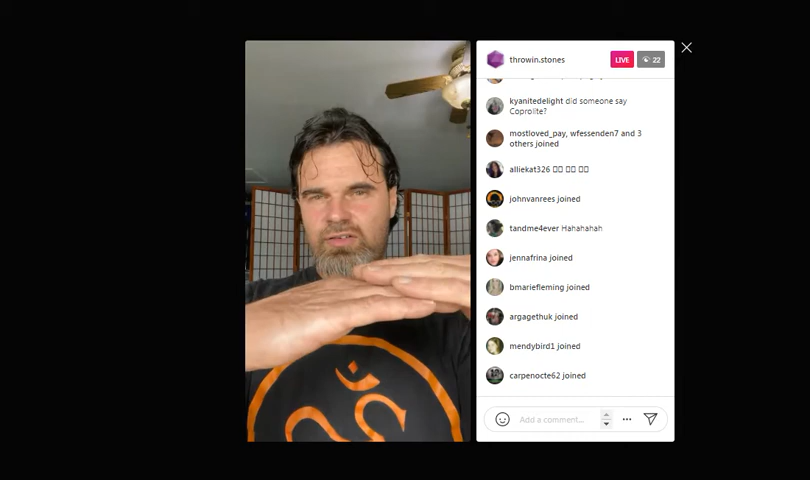 throwin.stones
LIVE
22
kyanitedelight did someone say
Coprolite?
mostloved_pay, wfessenden7 and 3
others joined
alliekat326
johnvanrees joined
tandme4ever Hahahahah
jennafrina joined
bmariefleming joined
argagethuk joined
mendybird1 joined
carpenocte62 joined
Add a comment...